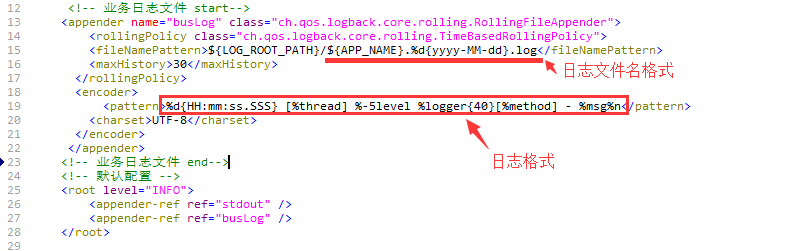 12 <!-- 业务日志文件 start-->
13 <appender name="busLog" class="ch.qos.logback.core.rolling.RollingFileAppender">
14 <rollingPolicy class="ch.qos.logback.core.rolling.TimeBasedRollingPolicy">
15 <fileNamePattern>${LOG_ROOT_PATH}/${APP_NAME}.%d{yyyy-MM-dd}.log</fileNamePattern>
16 <maxHistory>30</maxHistory>
日志文件名格式
17 </rollingPolicy>
18 <encoder>
19 <pattern>%d{HH:mm:ss.SSS} [%thread] %-5level %logger{40}[%method] - %msg%n</pattern>
20 <charset>UTF-8</charset>
21 </encoder>
22 </appender>
23 <!-- 业务日志文件 end-->
日志格式
24 <!-- 默认配置 -->
25 <root level="INFO">
26 <appender-ref ref="stdout" />
27 <appender-ref ref="busLog" />
28 </root>
29